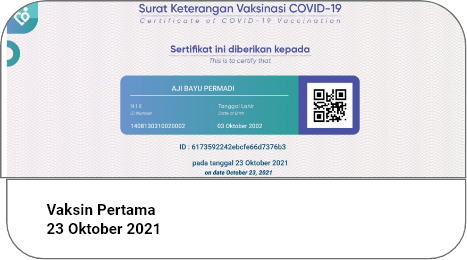 Surat Keterangan Vaksinasi COVID-19
Certificate of COVID-19 Vaccination
Sertifikat ini diberikan kepada
This is to certify that
AJI BAYU PERMADI
NIK Tanggal Lahir
ID Number Date of Birth
1408130310020002 03 Oktober 2002
ID : 6173592242ebcfe66d7376b3
pada tanggal 23 Oktober 2021
on date October 23, 2021
Vaksin Pertama
23 Oktober 2021